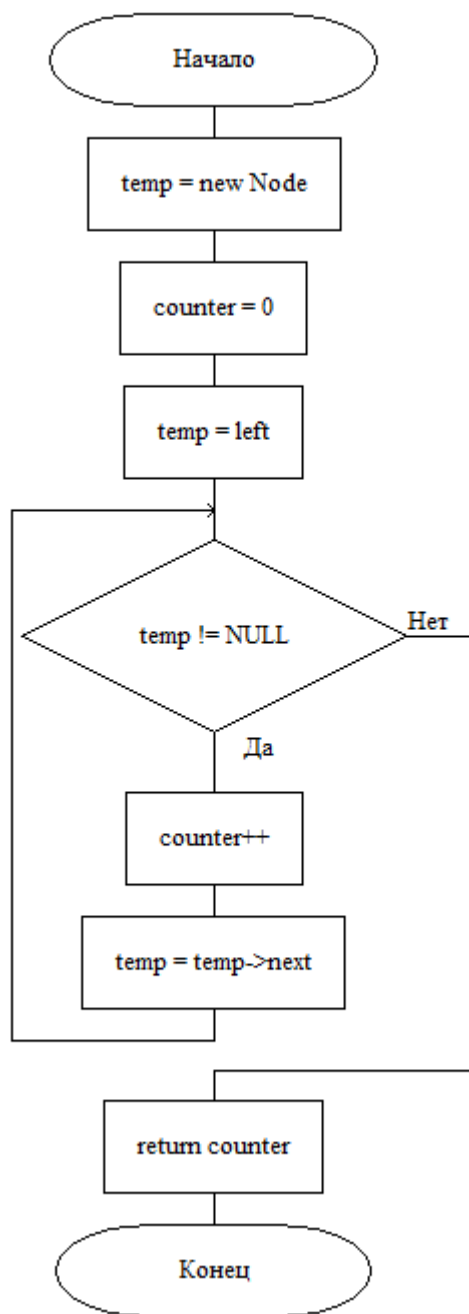 Начало
temp = new Node
counter = 0
temp = left
temp != NULL
Нет
Да
counter++
temp = temp->next
return counter
Конец